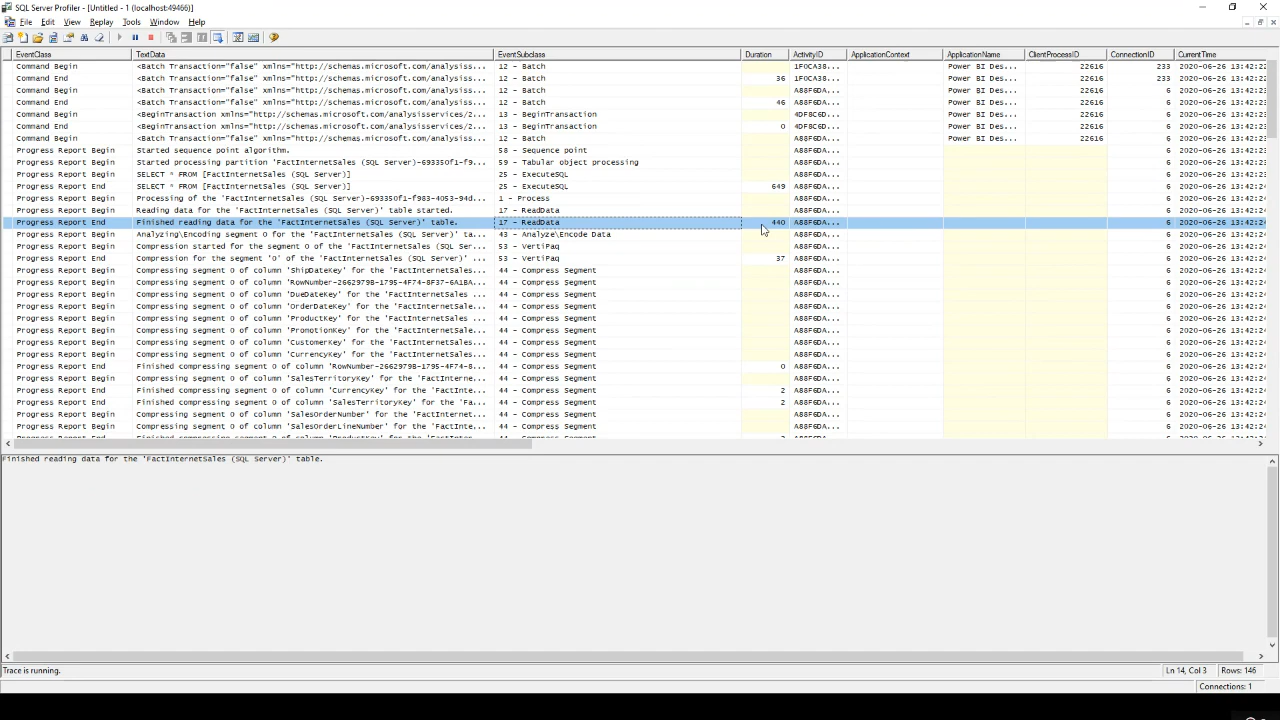 SQL Server Profiler - [Untitled - 1 (localhost:49466)]
File Edit View Replay Tools Window Help
EventClass TextData EventSubclass Duration ActivityID ApplicationContext ApplicationName ClientProcessID ConnectionID CurrentTime
Command Begin <Batch Transaction="false" xmlns="http://schemas.microsoft.com/analysiss... 12 - Batch 1F0CA38... Power BI Des... 22616 233 2020-06-26 13:42:22
Command End <Batch Transaction="false" xmlns="http://schemas.microsoft.com/analysiss... 12 - Batch 36 1F0CA38... Power BI Des... 22616 233 2020-06-26 13:42:22
Command Begin <Batch Transaction="false" xmlns="http://schemas.microsoft.com/analysiss... 12 - Batch A88F6DA... Power BI Des... 22616 6 2020-06-26 13:42:23
Command End <Batch Transaction="false" xmlns="http://schemas.microsoft.com/analysiss... 12 - Batch 46 A88F6DA... Power BI Des... 22616 6 2020-06-26 13:42:23
Command Begin <BeginTransaction xmlns="http://schemas.microsoft.com/analysisservices/2... 13 - BeginTransaction 4DF8C6D... Power BI Des... 22616 6 2020-06-26 13:42:23
Command End <BeginTransaction xmlns="http://schemas.microsoft.com/analysisservices/2... 13 - BeginTransaction 0 4DF8C6D... Power BI Des... 22616 6 2020-06-26 13:42:23
Command Begin <Batch Transaction="false" xmlns="http://schemas.microsoft.com/analysiss... 12 - Batch A88F6DA... Power BI Des... 22616 6 2020-06-26 13:42:23
Progress Report Begin Started sequence point algorithm. 58 - Sequence point A88F6DA... 6 2020-06-26 13:42:23
Progress Report Begin Started processing partition 'FactInternetSales (SQL Server)-693350f1-f9... 59 - Tabular object processing A88F6DA... 6 2020-06-26 13:42:23
Progress Report Begin SELECT * FROM [FactInternetSales (SQL Server)] 25 - ExecuteSQL A88F6DA... 6 2020-06-26 13:42:23
Progress Report End SELECT * FROM [FactInternetSales (SQL Server)] 25 - ExecuteSQL 649 A88F6DA... 6 2020-06-26 13:42:23
Progress Report Begin Processing of the 'FactInternetSales (SQL Server)-693350f1-f983-4053-94d... 1 - Process A88F6DA... 6 2020-06-26 13:42:23
Progress Report Begin Reading data for the 'FactInternetSales (SQL Server)' table started. 17 - ReadData A88F6DA... 6 2020-06-26 13:42:23
Progress Report End Finished reading data for the 'FactInternetSales (SQL Server)' table. 17 - ReadData 440 A88F6DA... 6 2020-06-26 13:42:24
Progress Report Begin Analyzing\Encoding segment 0 for the 'FactInternetSales (SQL Server)' ta... 43 - Analyze\Encode Data A88F6DA... 6 2020-06-26 13:42:24
Progress Report Begin Compression started for the segment 0 of the 'FactInternetSales (SQL Ser... 53 - VertiPaq A88F6DA... 6 2020-06-26 13:42:24
Progress Report End Compression for the segment '0' of the 'FactInternetSales (SQL Server)' ... 53 - VertiPaq 37 A88F6DA... 6 2020-06-26 13:42:24
Progress Report Begin Compressing segment 0 of column 'ShipDateKey' for the 'FactInternetSales... 44 - Compress Segment A88F6DA... 6 2020-06-26 13:42:24
Progress Report Begin Compressing segment 0 of column 'RowNumber-2662979B-1795-4F74-8F37-6A1BA... 44 - Compress Segment A88F6DA... 6 2020-06-26 13:42:24
Progress Report Begin Compressing segment 0 of column 'DueDateKey' for the 'FactInternetSales ... 44 - Compress Segment A88F6DA... 6 2020-06-26 13:42:24
Progress Report Begin Compressing segment 0 of column 'OrderDateKey' for the 'FactInternetSale... 44 - Compress Segment A88F6DA... 6 2020-06-26 13:42:24
Progress Report Begin Compressing segment 0 of column 'ProductKey' for the 'FactInternetSales ... 44 - Compress Segment A88F6DA... 6 2020-06-26 13:42:24
Progress Report Begin Compressing segment 0 of column 'PromotionKey' for the 'FactInternetSale... 44 - Compress Segment A88F6DA... 6 2020-06-26 13:42:24
Progress Report Begin Compressing segment 0 of column 'CustomerKey' for the 'FactInternetSales... 44 - Compress Segment A88F6DA... 6 2020-06-26 13:42:24
Progress Report Begin Compressing segment 0 of column 'CurrencyKey' for the 'FactInternetSales... 44 - Compress Segment A88F6DA... 6 2020-06-26 13:42:24
Progress Report End Finished compressing segment 0 of column 'RowNumber-2662979B-1795-4F74-8... 44 - Compress Segment 0 A88F6DA... 6 2020-06-26 13:42:24
Progress Report Begin Compressing segment 0 of column 'SalesTerritoryKey' for the 'FactInterne... 44 - Compress Segment A88F6DA... 6 2020-06-26 13:42:24
Progress Report End Finished compressing segment 0 of column 'CurrencyKey' for the 'FactInte... 44 - Compress Segment 2 A88F6DA... 6 2020-06-26 13:42:24
Progress Report End Finished compressing segment 0 of column 'SalesTerritoryKey' for the 'Fa... 44 - Compress Segment 2 A88F6DA... 6 2020-06-26 13:42:24
Progress Report Begin Compressing segment 0 of column 'SalesOrderNumber' for the 'FactInternet... 44 - Compress Segment A88F6DA... 6 2020-06-26 13:42:24
Progress Report Begin Compressing segment 0 of column 'SalesOrderLineNumber' for the 'FactInte... 44 - Compress Segment A88F6DA... 6 2020-06-26 13:42:24
Finished reading data for the 'FactInternetSales (SQL Server)' table.
Trace is running. Ln 14, Col 3 Rows: 146
Connections: 1